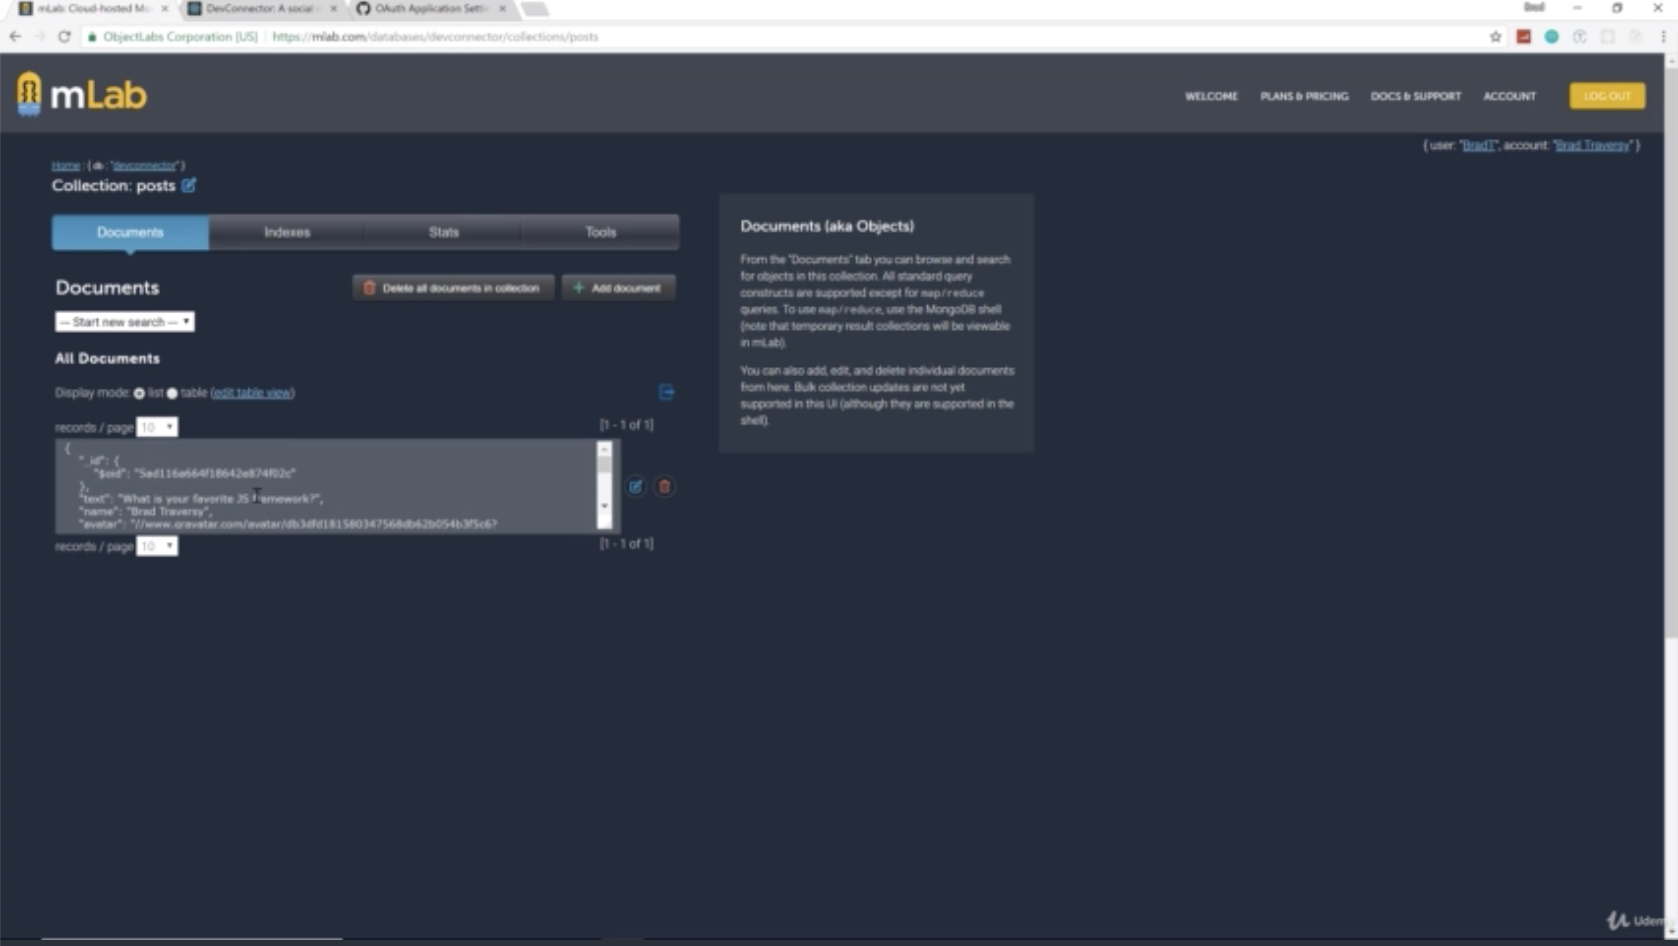 mLab: Cloud-hosted Mo
DevConnector: A social n
OAuth Application Setti
Brad
ObjectLabs Corporation [US]
https://mlab.com/databases/devconnector/collections/posts
mLab
WELCOME
PLANS & PRICING
DOCS & SUPPORT
ACCOUNT
LOG OUT
{ user: "BradT", account: "Brad Traversy" }
Home : { db : "devconnector" }
Collection: posts
Documents
Indexes
Stats
Tools
Documents
Delete all documents in collection
Add document
-- Start new search --
All Documents
Display mode: list table (edit table view)
records / page 10
[1 - 1 of 1]
{
"_id": {
"$oid": "5ad116a664f18642e874f02c"
},
"text": "What is your favorite JS framework?",
"name": "Brad Traversy",
"avatar": "//www.gravatar.com/avatar/db3dfd181580347568db62b054b3f5c6?
records / page 10
[1 - 1 of 1]
Documents (aka Objects)
From the "Documents" tab you can browse and search
for objects in this collection. All standard query
constructs are supported except for map/reduce
queries. To use map/reduce, use the MongoDB shell
(note that temporary result collections will be viewable
in mLab).
You can also add, edit, and delete individual documents
from here. Bulk collection updates are not yet
supported in this UI (although they are supported in the
shell).
Udem